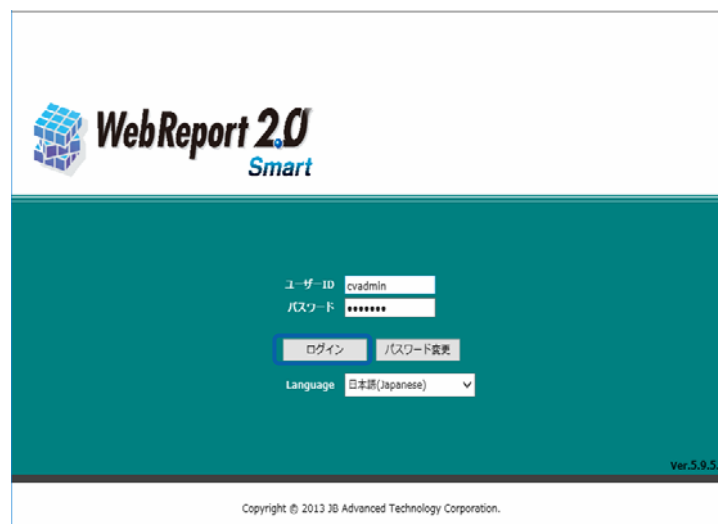 WebReport 2.0
Smart
ユーザーID cvadmin
パスワード •••••••
ログイン パスワード変更
Language 日本語(Japanese)
Ver.5.9.5.
Copyright © 2013 JB Advanced Technology Corporation.